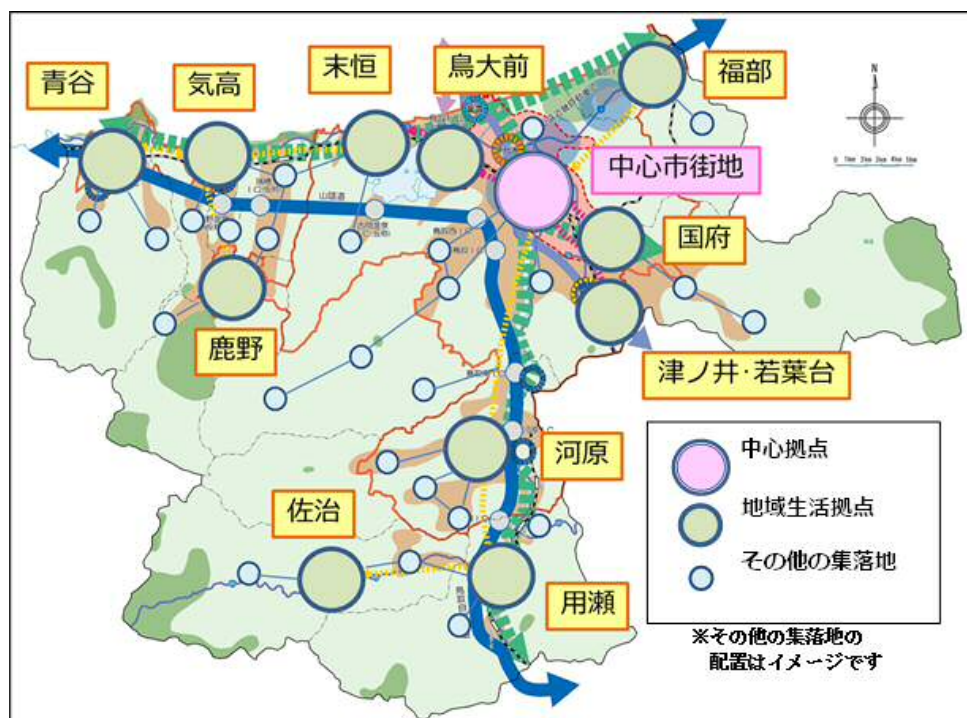 青谷
気高
末恒
鳥大前
福部
N
中心市街地
山陰道
国府
鹿野
津ノ井・若葉台
河原
佐治
用瀬
中心拠点
地域生活拠点
その他の集落地
※その他の集落地の
配置はイメージです